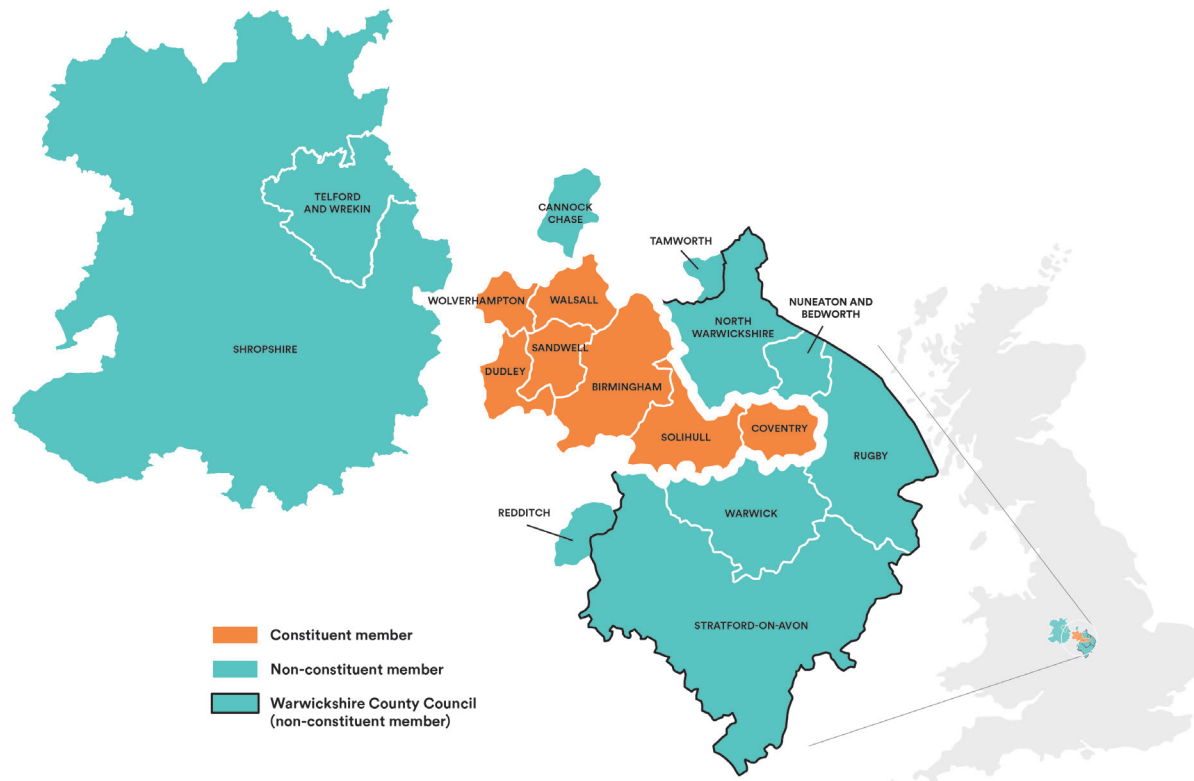 TELFORD
AND WREKIN
CANNOCK
CHASE
TAMWORTH
NUNEATON AND
BEDWORTH
WOLVERHAMPTON
WALSALL
NORTH
WARWICKSHIRE
SHROPSHIRE
SANDWELL
DUDLEY
BIRMINGHAM
SOLIHULL
COVENTRY
RUGBY
REDDITCH
WARWICK
STRATFORD-ON-AVON
Constituent member
Non-constituent member
Warwickshire County Council
(non-constituent member)